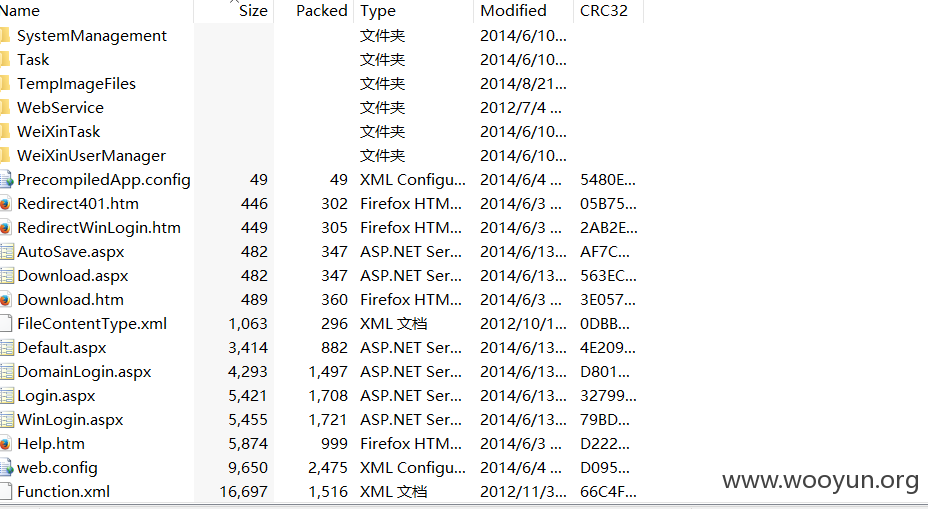 Name Size Packed Type Modified CRC32
SystemManagement 文件夹 2014/6/10...
Task 文件夹 2014/6/10...
TempImageFiles 文件夹 2014/8/21...
WebService 文件夹 2012/7/4 ...
WeiXinTask 文件夹 2014/6/10...
WeiXinUserManager 文件夹 2014/6/10...
PrecompiledApp.config 49 49 XML Configu... 2014/6/4 ... 5480E...
Redirect401.htm 446 302 Firefox HTM... 2014/6/3 ... 05B75...
RedirectWinLogin.htm 449 305 Firefox HTM... 2014/6/3 ... 2AB2E...
AutoSave.aspx 482 347 ASP.NET Ser... 2014/6/13... AF7C...
Download.aspx 482 347 ASP.NET Ser... 2014/6/13... 563EC...
Download.htm 489 360 Firefox HTM... 2014/6/3 ... 3E057...
FileContentType.xml 1,063 296 XML 文档 2012/10/1... 0DBB...
Default.aspx 3,414 882 ASP.NET Ser... 2014/6/13... 4E209...
DomainLogin.aspx 4,293 1,497 ASP.NET Ser... 2014/6/13... D801...
Login.aspx 5,421 1,708 ASP.NET Ser... 2014/6/13... 32799...
WinLogin.aspx 5,455 1,721 ASP.NET Ser... 2014/6/13... 79BD...
Help.htm 5,874 999 Firefox HTM... 2014/6/3 ... D222...
web.config 9,650 2,475 XML Configu... 2014/6/4 ... D095...
Function.xml 16,697 1,516 XML 文档 2012/11/3... 66C4F...
www.wooyun.org